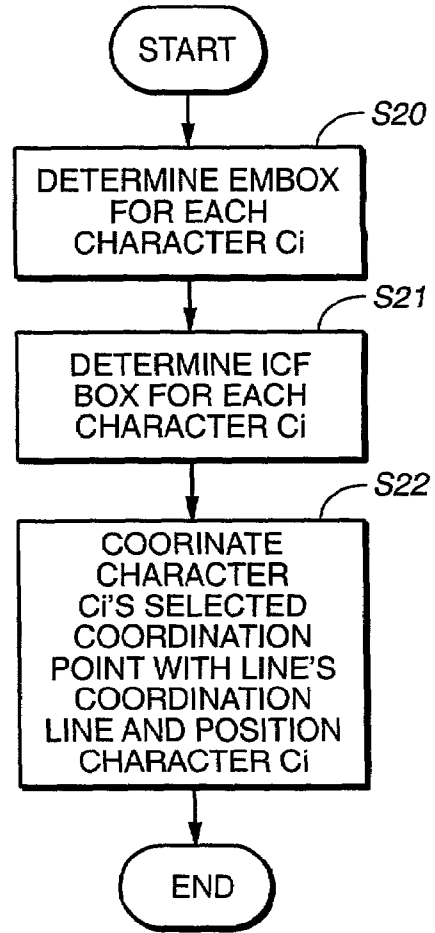 START
S20
DETERMINE EMBOX
FOR EACH
CHARACTER Ci
S21
DETERMINE ICF
BOX FOR EACH
CHARACTER Ci
S22
COORINATE
CHARACTER
Ci'S SELECTED
COORDINATION
POINT WITH LINE'S
COORDINATION
LINE AND POSITION
CHARACTER Ci
END